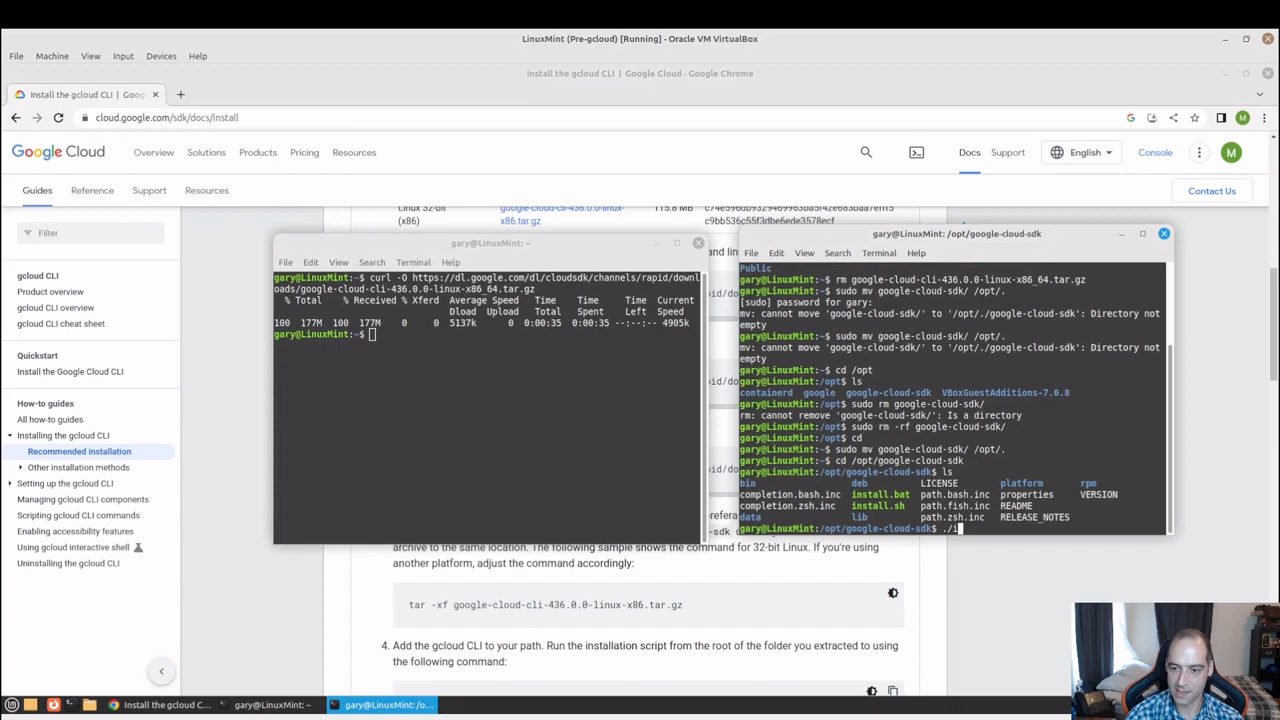 LinuxMint (Pre-gcloud) [Running] - Oracle VM VirtualBox
File Machine View Input Devices Help
Install the gcloud CLI | Google Cloud - Google Chrome
Install the gcloud CLI | Goog
cloud.google.com/sdk/docs/install
M
Google Cloud Overview Solutions Products Pricing Resources Docs Support English Console M
Guides Reference Support Resources Contact Us
Filter
gcloud CLI
Product overview
gcloud CLI overview
gcloud CLI cheat sheet
Quickstart
Install the Google Cloud CLI
How-to guides
All how-to guides
Installing the gcloud CLI
Recommended installation
Other installation methods
Setting up the gcloud CLI
Managing gcloud CLI components
Scripting gcloud CLI commands
Enabling accessibility features
Using gcloud interactive shell
Uninstalling the gcloud CLI
Linux 32-bit
(x86)
google-cloud-cli-436.0.0-linux-
x86.tar.gz
115.8 MB
c74e596db9329469963ba5f42e683baa7eff5
c9bb536c55f3dbe6ede3578ecf
gary@LinuxMint: ~
File Edit View Search Terminal Help
gary@LinuxMint:~$ curl -O https://dl.google.com/dl/cloudsdk/channels/rapid/downl
oads/google-cloud-cli-436.0.0-linux-x86_64.tar.gz
% Total % Received % Xferd Average Speed Time Time Time Current
Dload Upload Total Spent Left Speed
100 177M 100 177M 0 0 5137k 0 0:00:35 0:00:35 --:--:-- 4905k
gary@LinuxMint:~$
gary@LinuxMint: /opt/google-cloud-sdk
File Edit View Search Terminal Help
Public
gary@LinuxMint:~$ rm google-cloud-cli-436.0.0-linux-x86_64.tar.gz
gary@LinuxMint:~$ sudo mv google-cloud-sdk/ /opt/.
[sudo] password for gary:
mv: cannot move 'google-cloud-sdk/' to '/opt/./google-cloud-sdk': Directory not
empty
gary@LinuxMint:~$ sudo mv google-cloud-sdk/ /opt/.
mv: cannot move 'google-cloud-sdk/' to '/opt/./google-cloud-sdk': Directory not
empty
gary@LinuxMint:~$ cd /opt
gary@LinuxMint:/opt$ ls
containerd google google-cloud-sdk VBoxGuestAdditions-7.0.8
gary@LinuxMint:/opt$ sudo rm google-cloud-sdk/
rm: cannot remove 'google-cloud-sdk/': Is a directory
gary@LinuxMint:/opt$ sudo rm -rf google-cloud-sdk/
gary@LinuxMint:/opt$ cd
gary@LinuxMint:~$ sudo mv google-cloud-sdk/ /opt/.
gary@LinuxMint:~$ cd /opt/google-cloud-sdk
gary@LinuxMint:/opt/google-cloud-sdk$ ls
bin deb LICENSE platform rpm
completion.bash.inc install.bat path.bash.inc properties VERSION
completion.zsh.inc install.sh path.fish.inc README
data lib path.zsh.inc RELEASE_NOTES
gary@LinuxMint:/opt/google-cloud-sdk$ ./i
archive to the same location. The following sample shows the command for 32-bit Linux. If you're using
another platform, adjust the command accordingly:
tar -xf google-cloud-cli-436.0.0-linux-x86.tar.gz
4. Add the gcloud CLI to your path. Run the installation script from the root of the folder you extracted to using
the following command:
Install the gcloud C...
gary@LinuxMint: ~
gary@LinuxMint: /o...